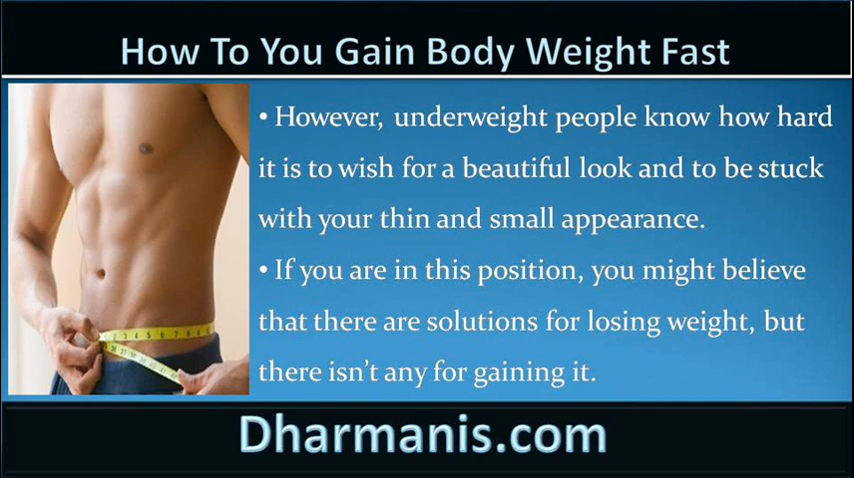 How To You Gain Body Weight Fast
• However, underweight people know how hard
it is to wish for a beautiful look and to be stuck
with your thin and small appearance.
• If you are in this position, you might believe
that there are solutions for losing weight, but
there isn't any for gaining it.
Dharmanis.com